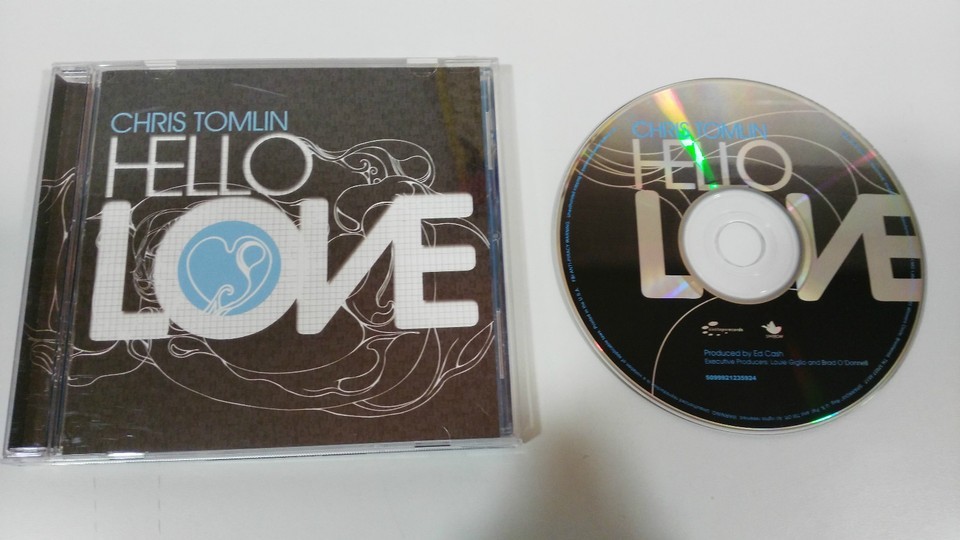 CHRIS TOMLIN
HELLO
LOVE
CHRIS TOMLIN
HELLO
LOVE
Produced by Ed Cash
Executive Producers: Louie Giglio and Brad O'Donnell
5099921235924